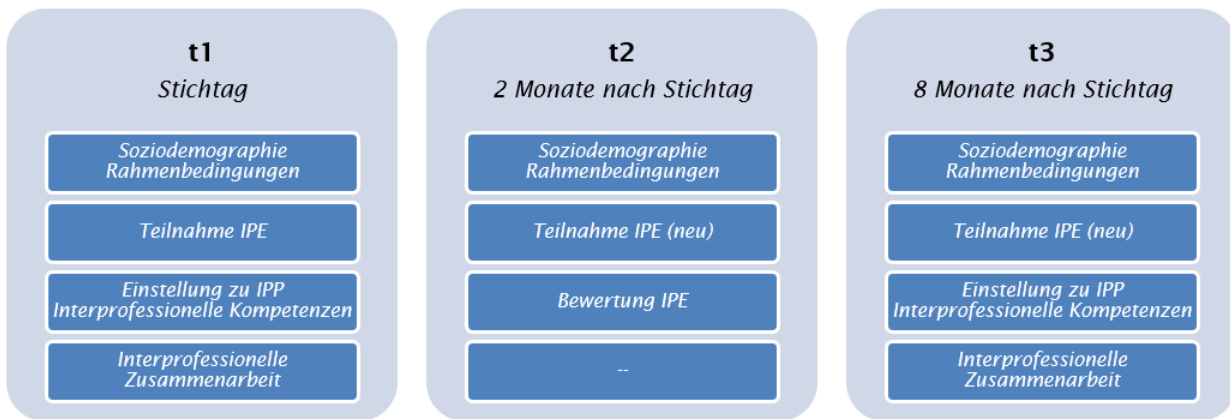 t1
Stichtag
Soziodemographie
Rahmenbedingungen
Teilnahme IPE
Einstellung zu IPP
Interprofessionelle Kompetenzen
Interprofessionelle
Zusammenarbeit
t2
2 Monate nach Stichtag
Soziodemographie
Rahmenbedingungen
Teilnahme IPE (neu)
Bewertung IPE
--
t3
8 Monate nach Stichtag
Soziodemographie
Rahmenbedingungen
Teilnahme IPE (neu)
Einstellung zu IPP
Interprofessionelle Kompetenzen
Interprofessionelle
Zusammenarbeit